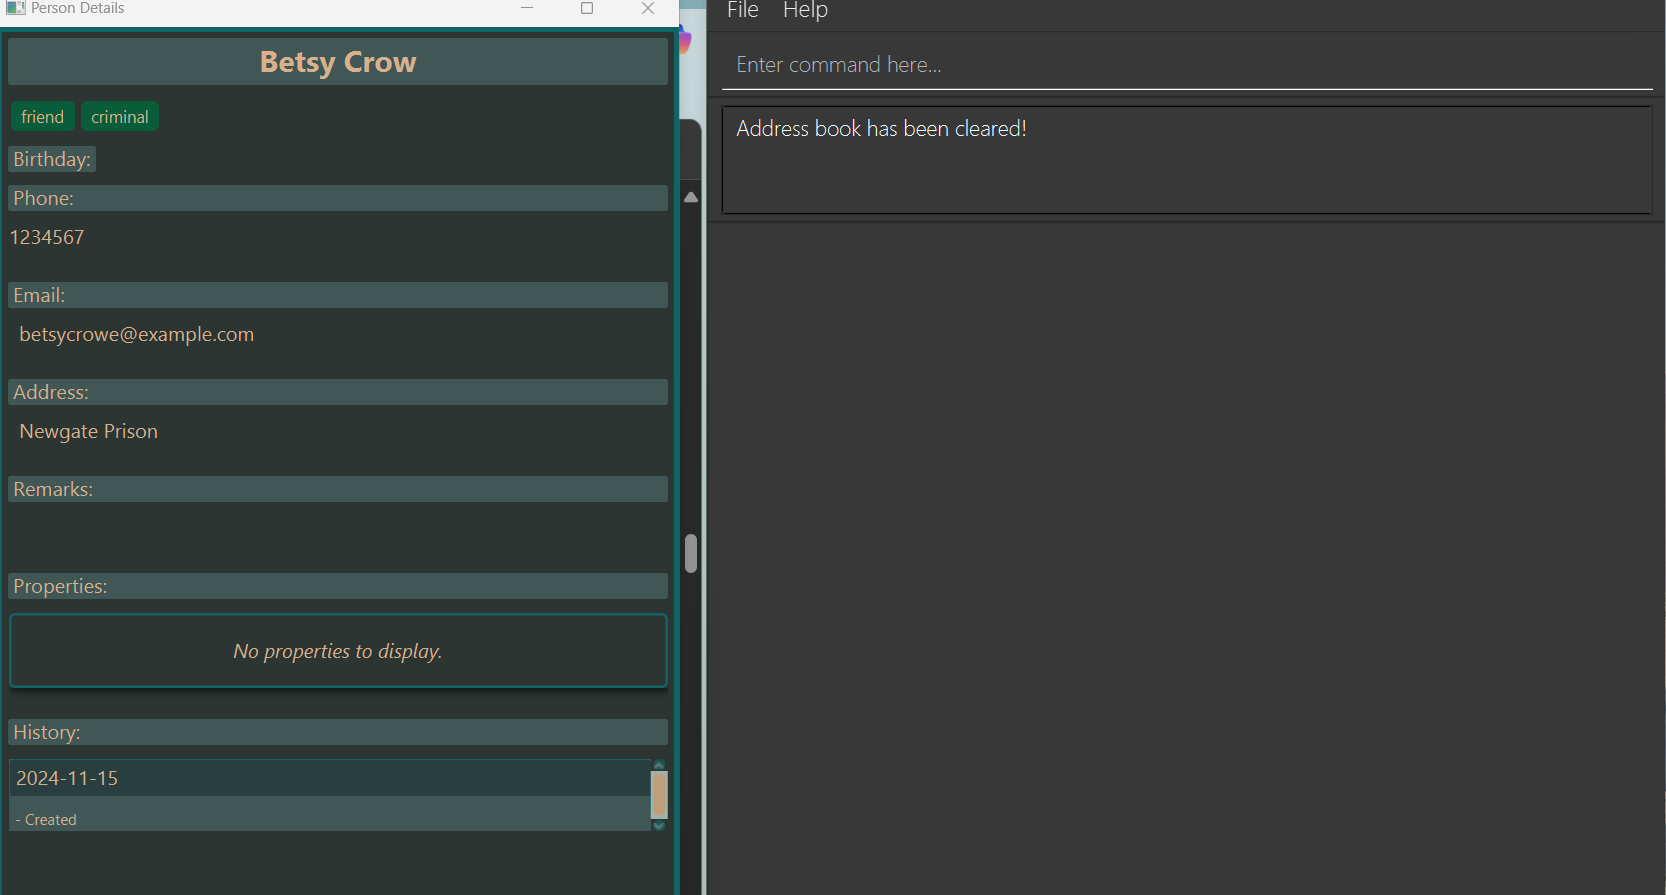 Person Details
Betsy Crow
friend criminal
Birthday:
Phone:
1234567
Email:
betsycrowe@example.com
Address:
Newgate Prison
Remarks:
Properties:
No properties to display.
History:
2024-11-15
- Created
File Help
Enter command here...
Address book has been cleared!